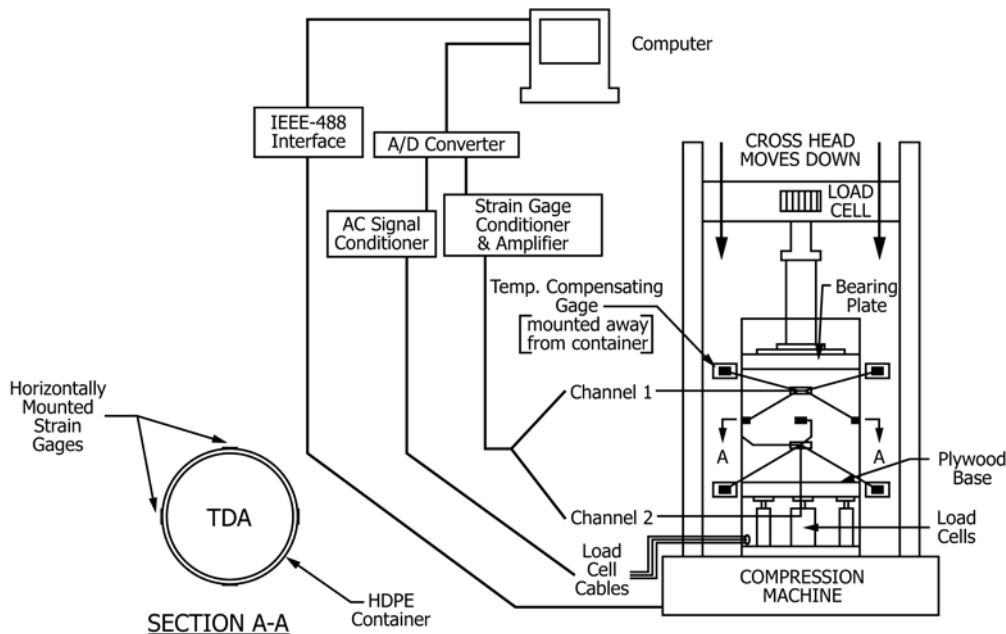 Computer
IEEE-488
Interface
A/D Converter
CROSS HEAD
MOVES DOWN
LOAD
CELL
AC Signal
Conditioner
Strain Gage
Conditioner
& Amplifier
Temp. Compensating
Gage
[mounted away
from container]
Bearing
Plate
Horizontally
Mounted
Strain
Gages
Channel 1
A
A
Plywood
Base
TDA
Channel 2
Load
Cells
Load
Cell
Cables
HDPE
Container
COMPRESSION
MACHINE
SECTION A-A